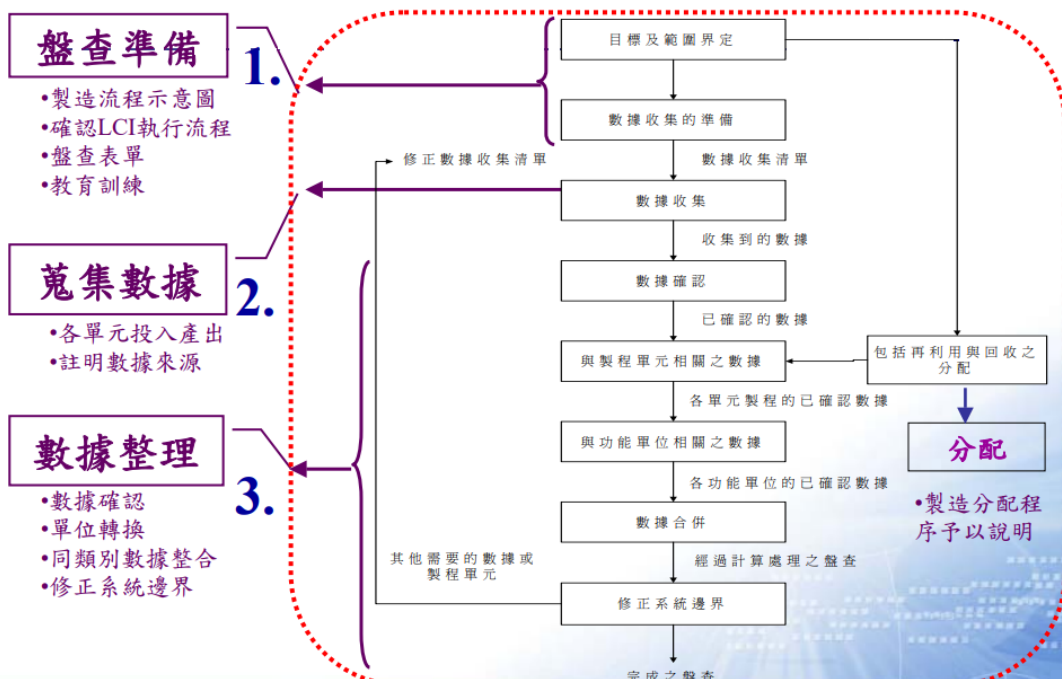 盤查準備
1.
•製造流程示意圖
•確認LCI執行流程
•盤查表單
•教育訓練
蒐集數據
2.
•各單元投入產出
•註明數據來源
數據整理
3.
•數據確認
•單位轉換
•同類別數據整合
•修正系統邊界
目標及範圍界定
數據收集的準備
修正數據收集清單
數據收集清單
數據收集
收集到的數據
數據確認
已確認的數據
與製程單元相關之數據
包括再利用與回收之
分配
各單元製程的已確認數據
與功能單位相關之數據
分配
•製造分配程
序予以說明
各功能單位的已確認數據
數據合併
其他需要的數據或
製程單元
經過計算處理之盤查
修正系統邊界
完成之盤查